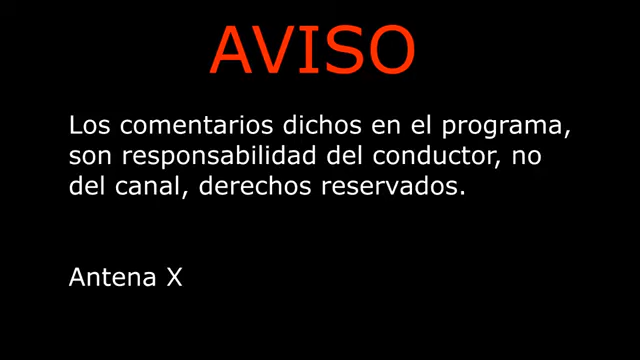 AVISO
Los comentarios dichos en el programa,
son responsabilidad del conductor, no
del canal, derechos reservados.
Antena X